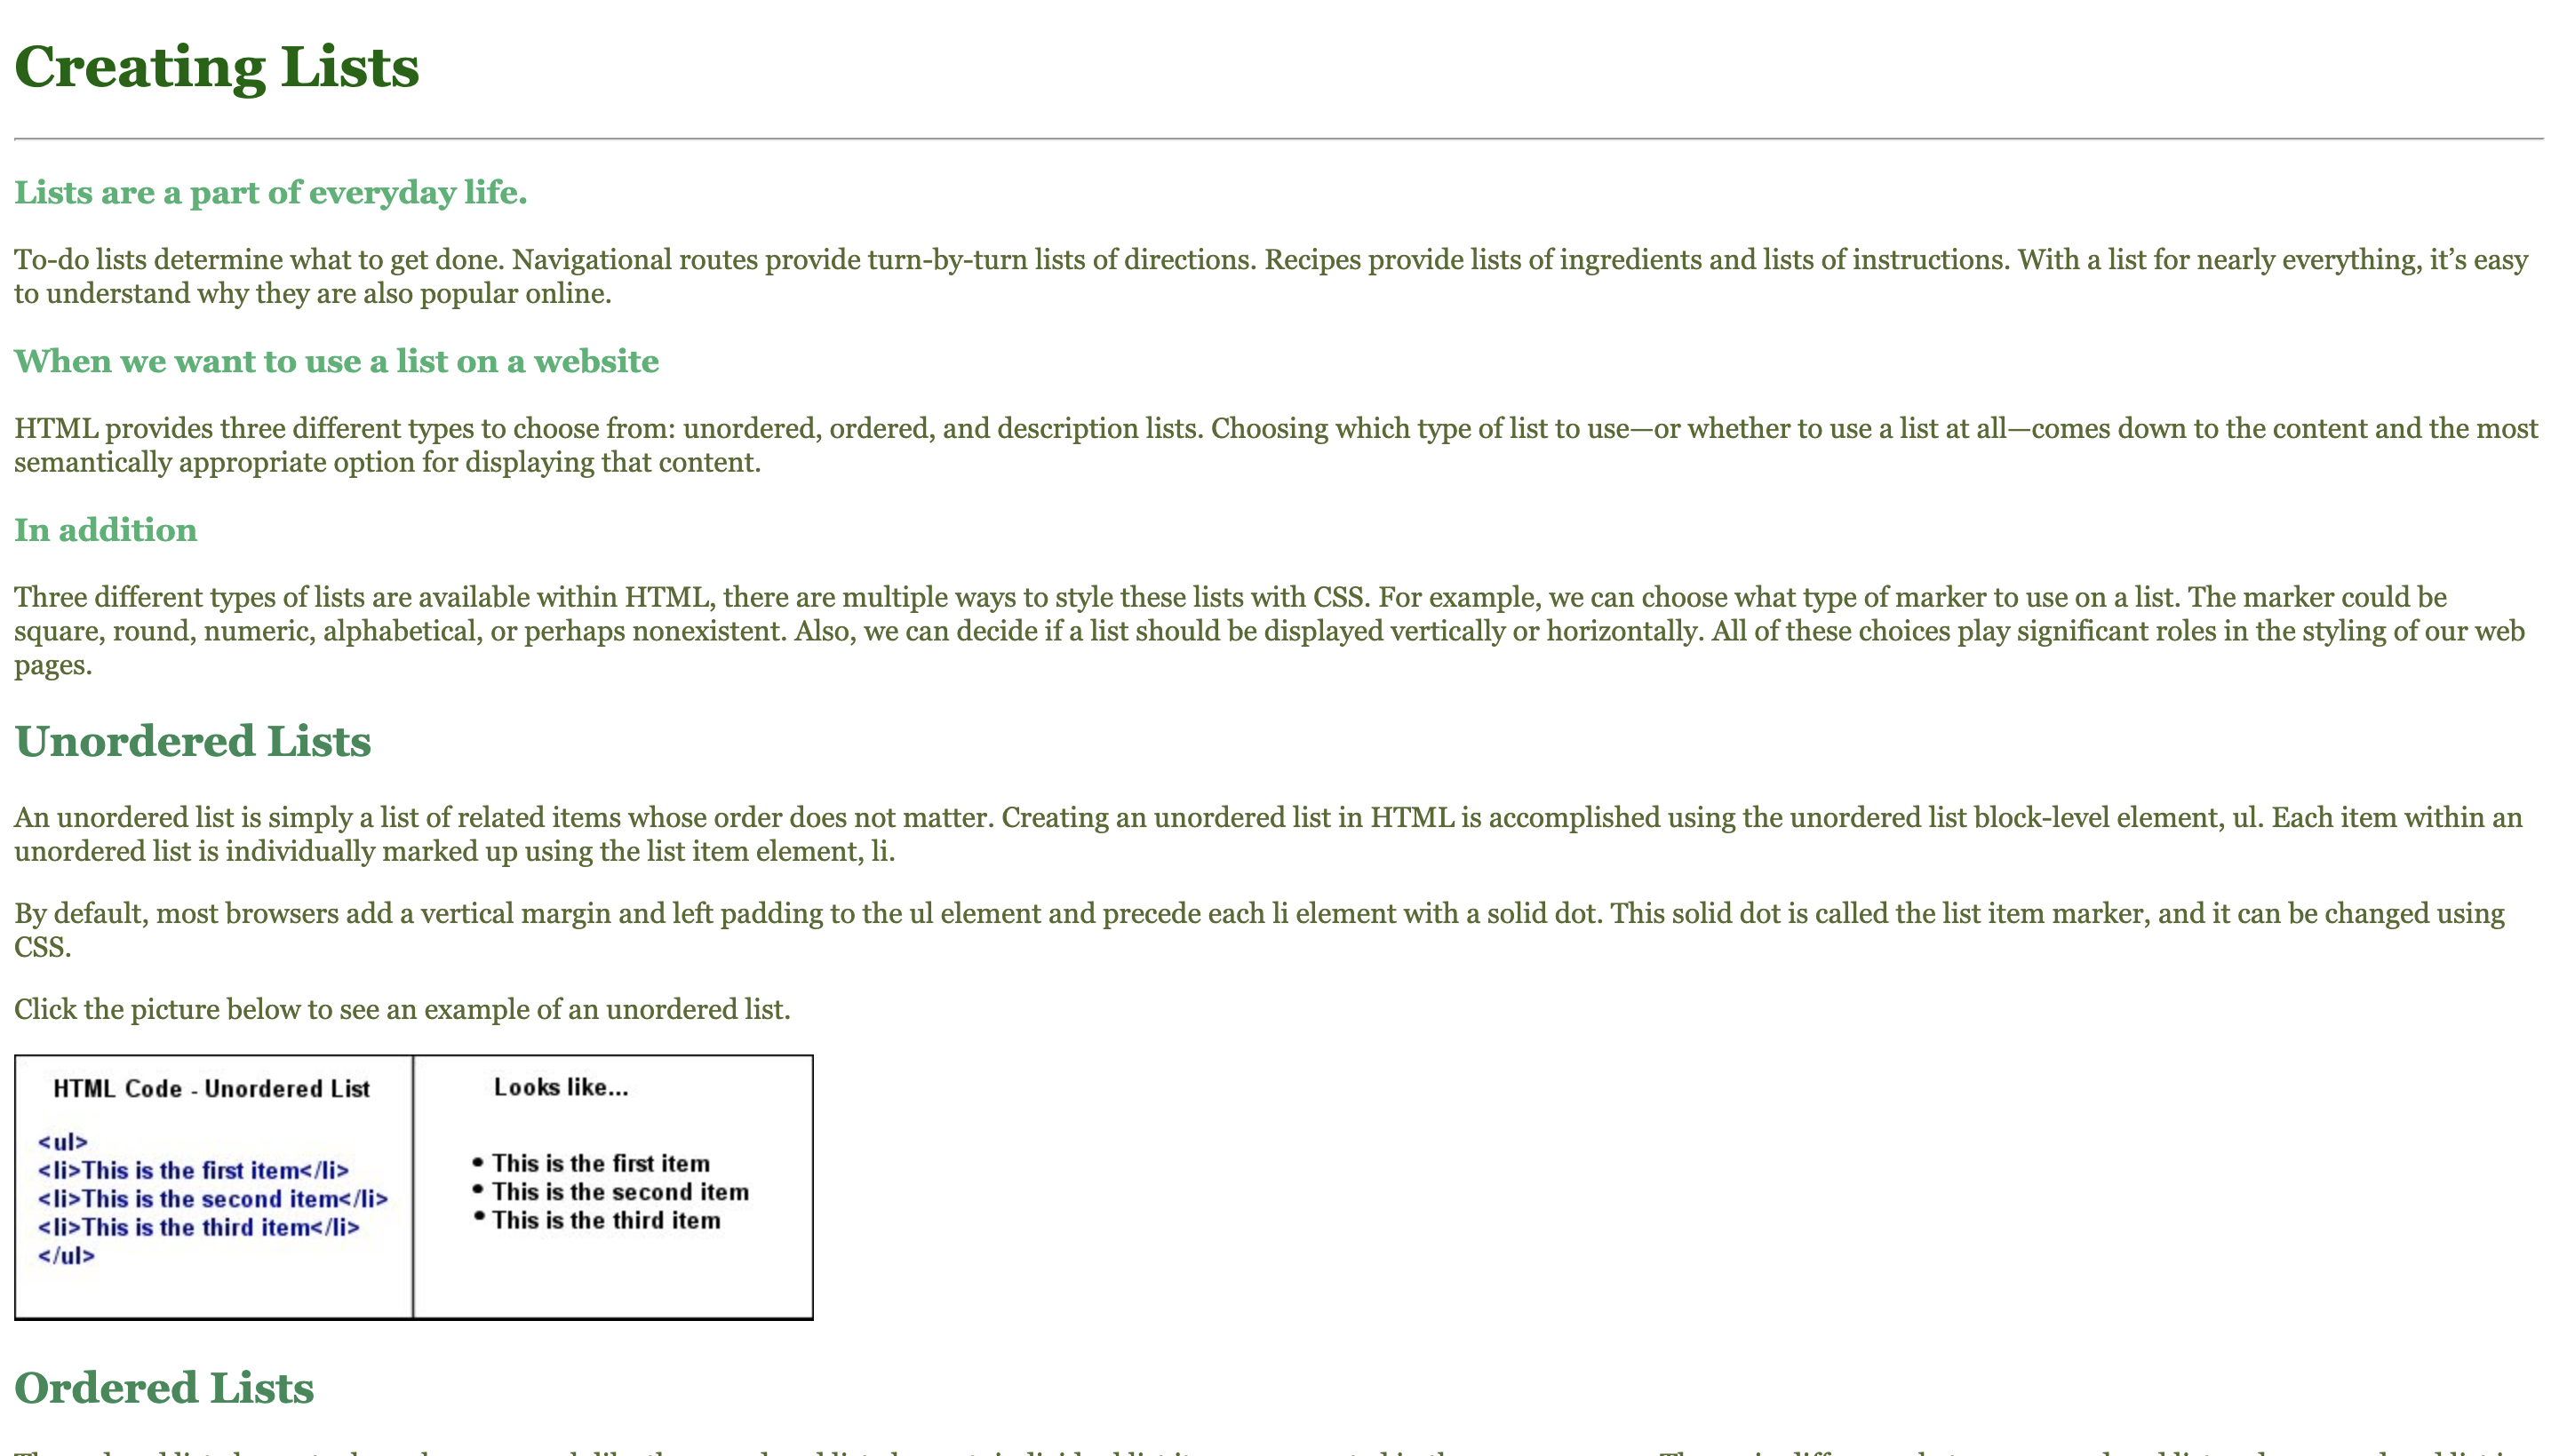 Creating Lists
Lists are a part of everyday life.
To-do lists determine what to get done. Navigational routes provide turn-by-turn lists of directions. Recipes provide lists of ingredients and lists of instructions. With a list for nearly everything, it’s easy
to understand why they are also popular online.
When we want to use a list on a website
HTML provides three different types to choose from: unordered, ordered, and description lists. Choosing which type of list to use—or whether to use a list at all—comes down to the content and the most
semantically appropriate option for displaying that content.
In addition
Three different types of lists are available within HTML, there are multiple ways to style these lists with CSS. For example, we can choose what type of marker to use on a list. The marker could be
square, round, numeric, alphabetical, or perhaps nonexistent. Also, we can decide if a list should be displayed vertically or horizontally. All of these choices play significant roles in the styling of our web
pages.
Unordered Lists
An unordered list is simply a list of related items whose order does not matter. Creating an unordered list in HTML is accomplished using the unordered list block-level element, ul. Each item within an
unordered list is individually marked up using the list item element, li.
By default, most browsers add a vertical margin and left padding to the ul element and precede each li element with a solid dot. This solid dot is called the list item marker, and it can be changed using
CSS.
Click the picture below to see an example of an unordered list.
HTML Code - Unordered List
<ul>
<li>This is the first item</li>
<li>This is the second item</li>
<li>This is the third item</li>
</ul>
Looks like...
• This is the first item
• This is the second item
• This is the third item
Ordered Lists